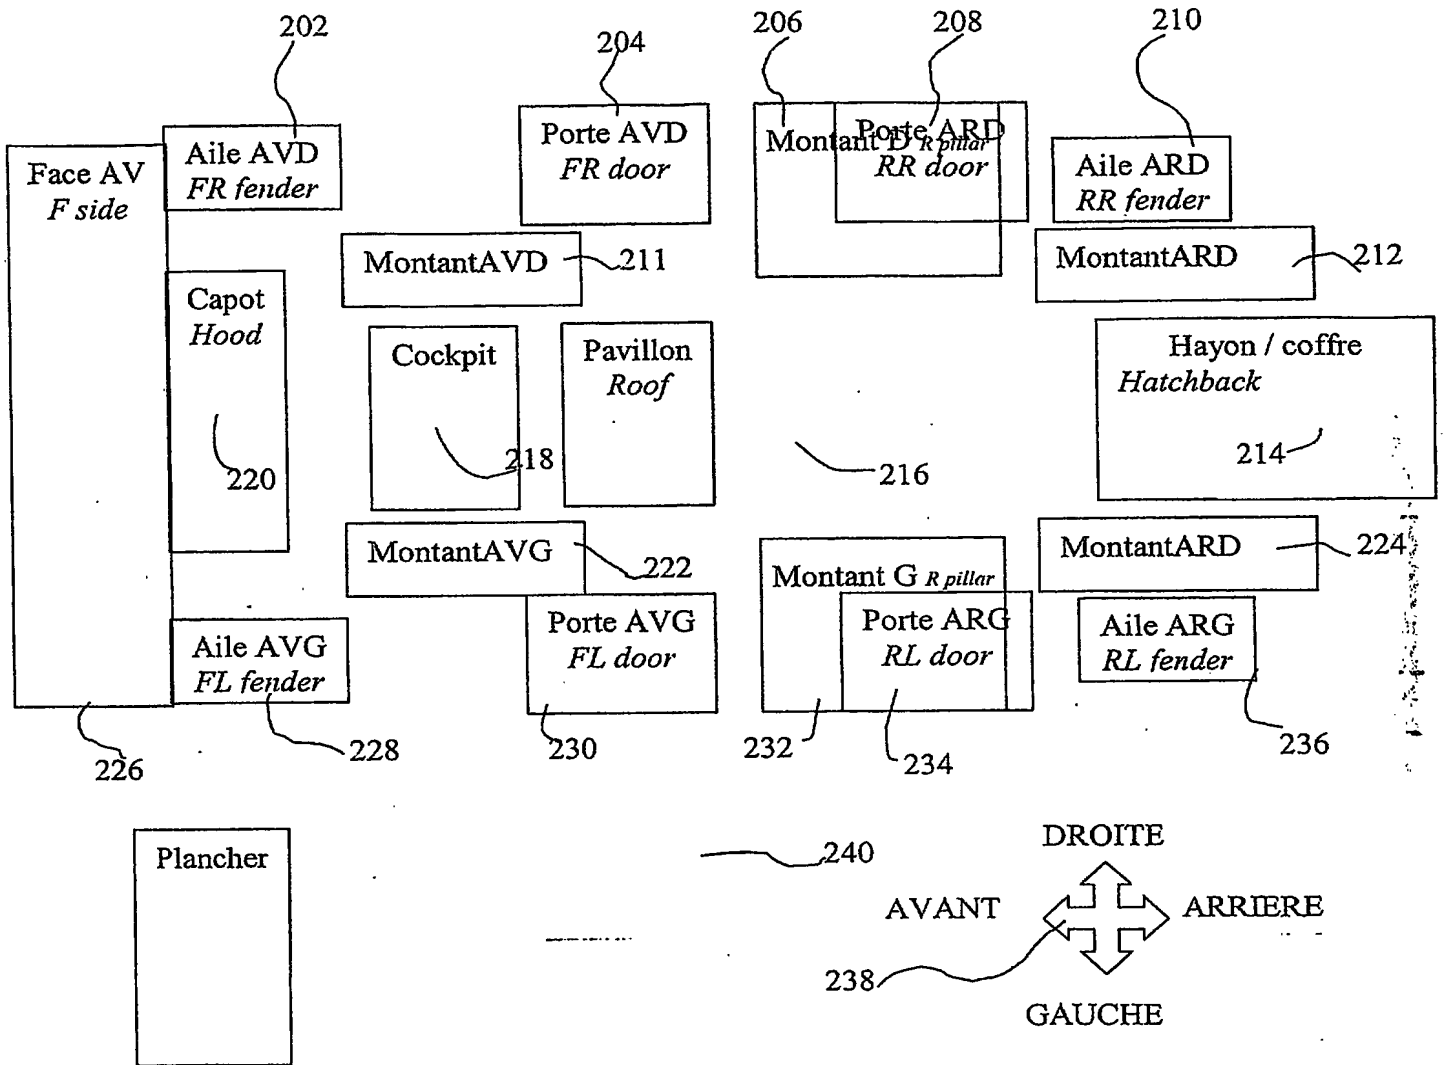 202
204
206
208
210
Face AV
F side
Aile AVD
FR fender
Porte AVD
FR door
Montant D R pillar
Porte ARD
RR door
Aile ARD
RR fender
MontantAVD
211
MontantARD
212
Capot
Hood
220
Cockpit
218
Pavillon
Roof
216
Hayon / coffre
Hatchback
214
MontantAVG
222
MontantARD
224
Aile AVG
FL fender
Porte AVG
FL door
Montant G R pillar
Porte ARG
RL door
Aile ARG
RL fender
226
228
230
232
234
236
Plancher
240
DROITE
AVANT
ARRIERE
238
GAUCHE